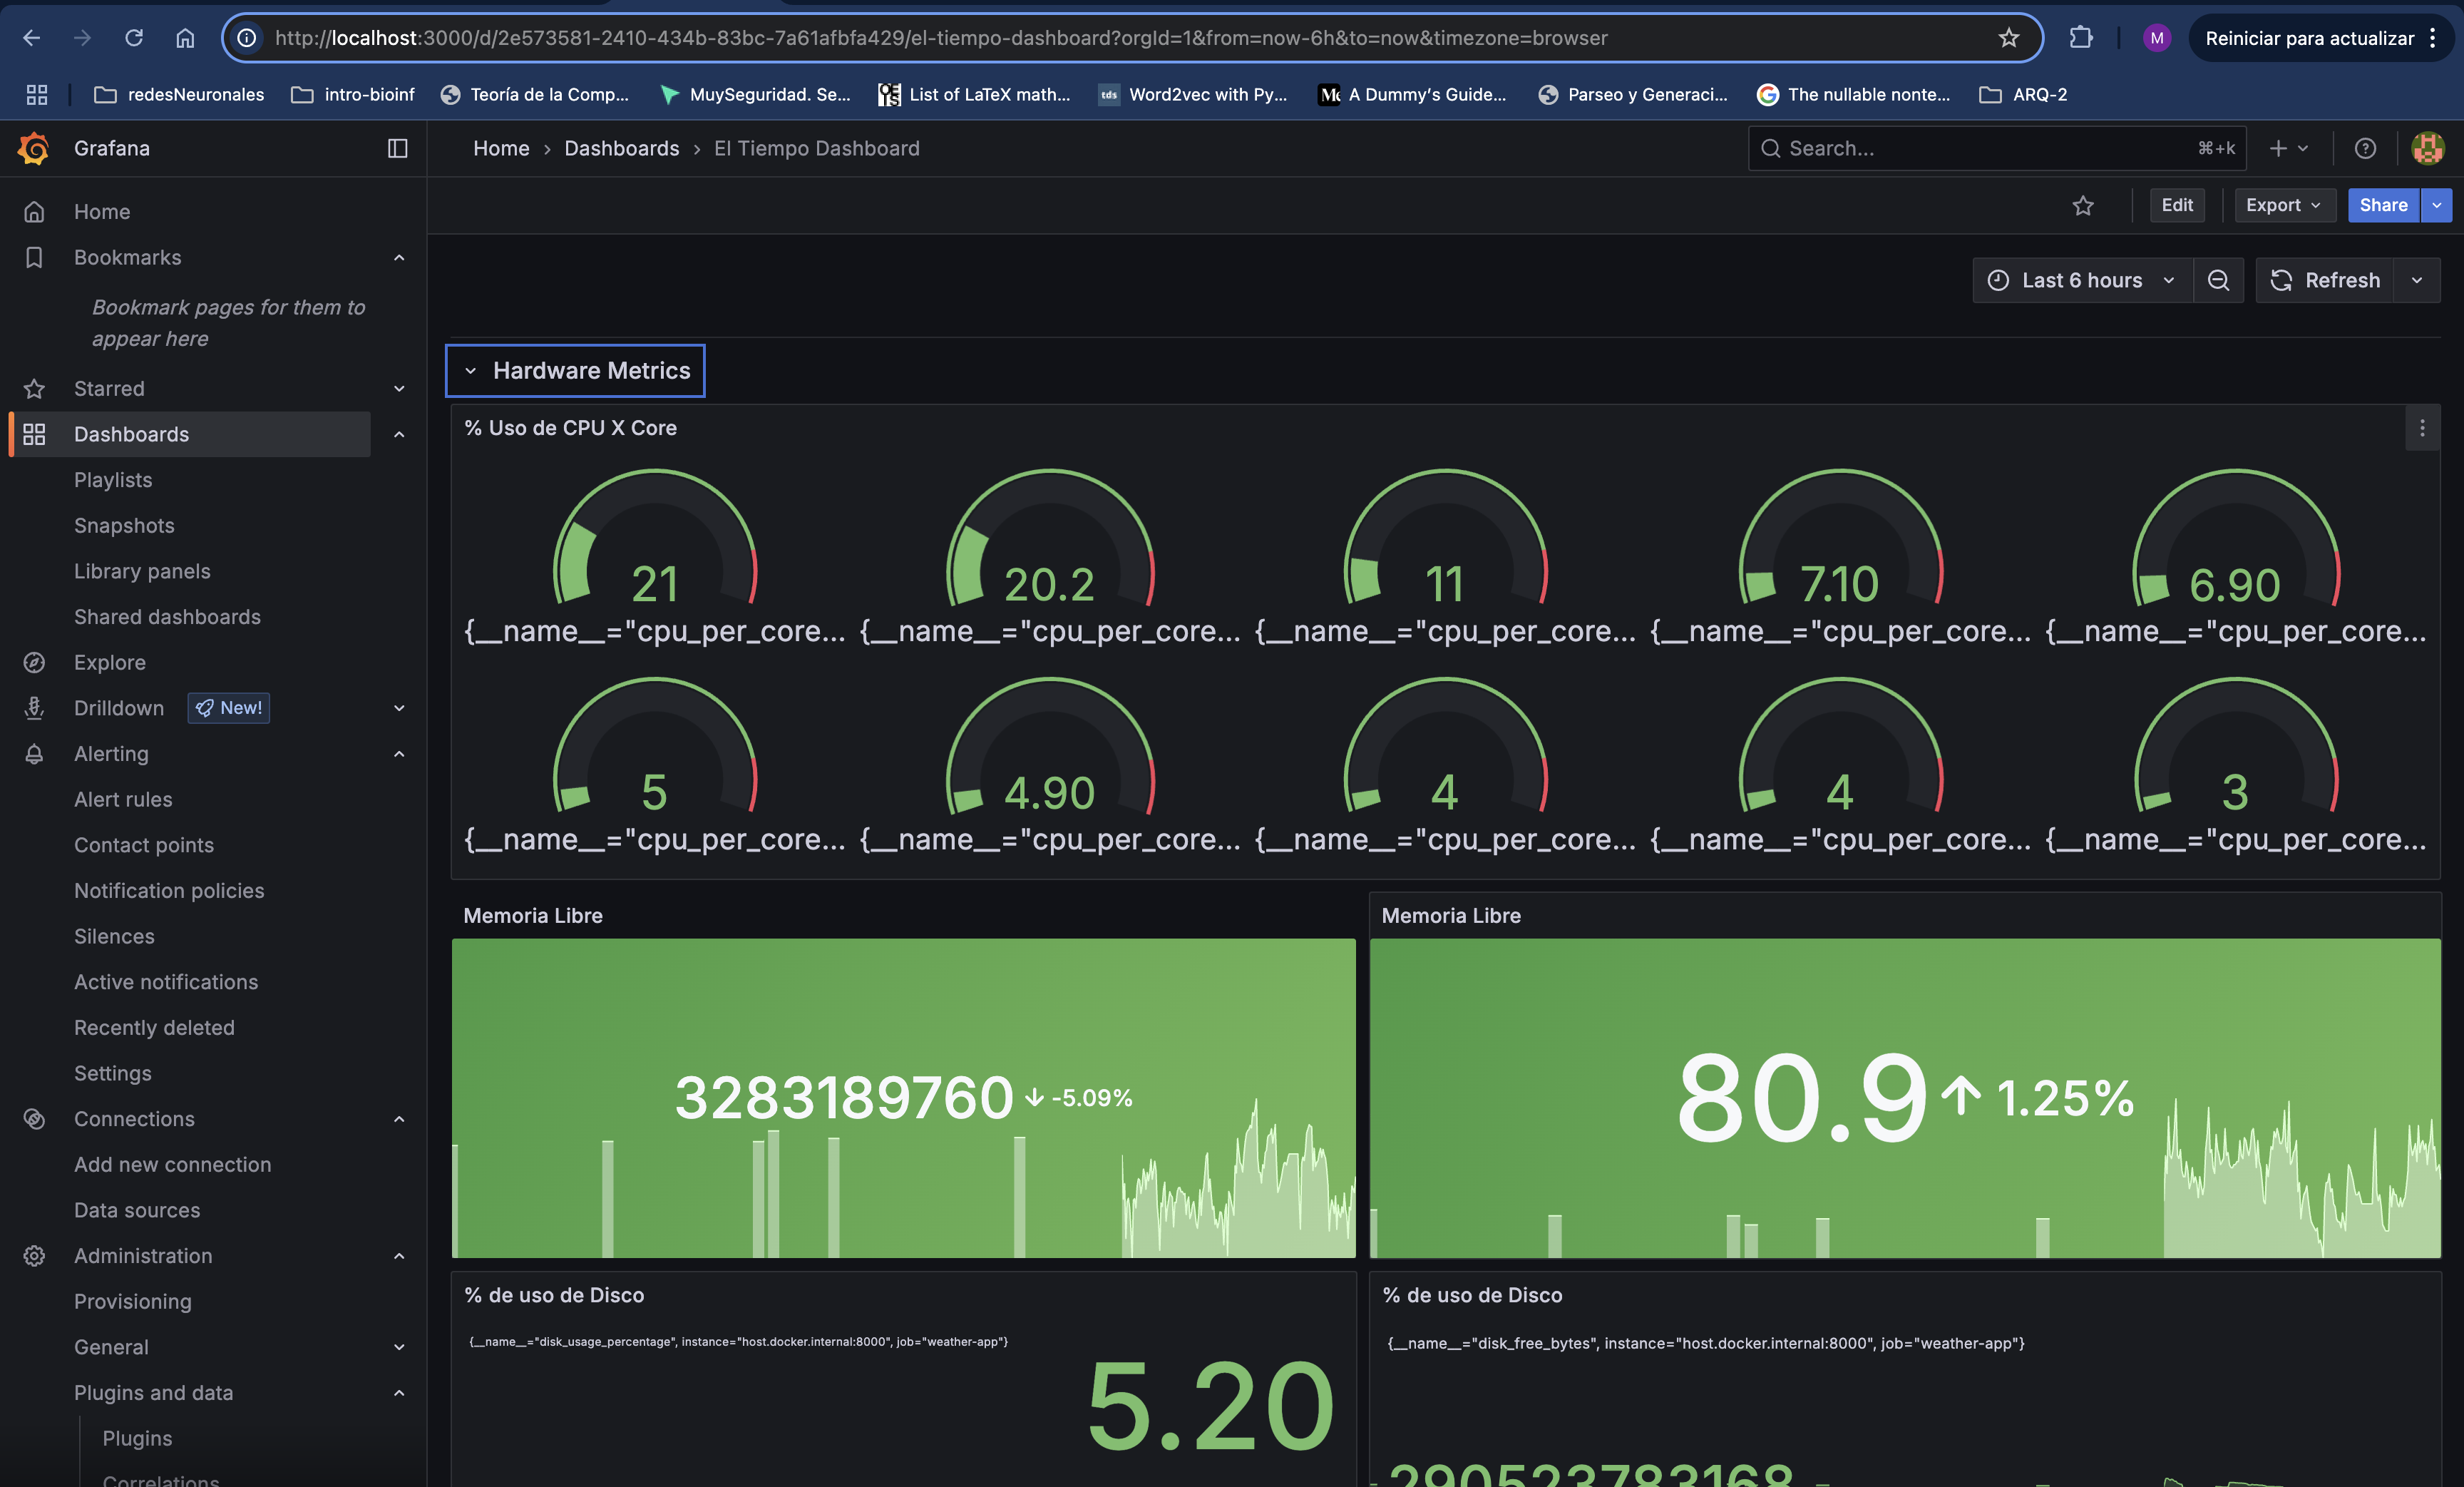 http://localhost:3000/d/2e573581-2410-434b-83bc-7a61afbfa429/el-tiempo-dashboard?orgId=1&from=now-6h&to=now&timezone=browser
M
Reiniciar para actualizar
redesNeuronales
intro-bioinf
Teoría de la Comp...
MuySeguridad. Se...
List of LaTeX math...
tds
Word2vec with Py...
A Dummy's Guide...
Parseo y Generaci...
The nullable nonte...
ARQ-2
Grafana
Home
Bookmarks
Bookmark pages for them to
appear here
Starred
Dashboards
Playlists
Snapshots
Library panels
Shared dashboards
Explore
Drilldown
New!
Alerting
Alert rules
Contact points
Notification policies
Silences
Active notifications
Recently deleted
Settings
Connections
Add new connection
Data sources
Administration
Provisioning
General
Plugins and data
Plugins
Correlations
Home › Dashboards › El Tiempo Dashboard
Search...
⌘+k
Edit
Export
Share
Last 6 hours
Refresh
Hardware Metrics
% Uso de CPU X Core
21
20.2
11
7.10
6.90
{__name__="cpu_per_core...
{__name__="cpu_per_core...
{__name__="cpu_per_core...
{__name__="cpu_per_core...
{__name__="cpu_per_core...
5
4.90
4
4
3
{__name__="cpu_per_core...
{__name__="cpu_per_core...
{__name__="cpu_per_core...
{__name__="cpu_per_core...
{__name__="cpu_per_core...
Memoria Libre
3283189760 ↓ -5.09%
Memoria Libre
80.9 ↑ 1.25%
% de uso de Disco
{__name__="disk_usage_percentage", instance="host.docker.internal:8000", job="weather-app"}
5.20
% de uso de Disco
{__name__="disk_free_bytes", instance="host.docker.internal:8000", job="weather-app"}
290523783168